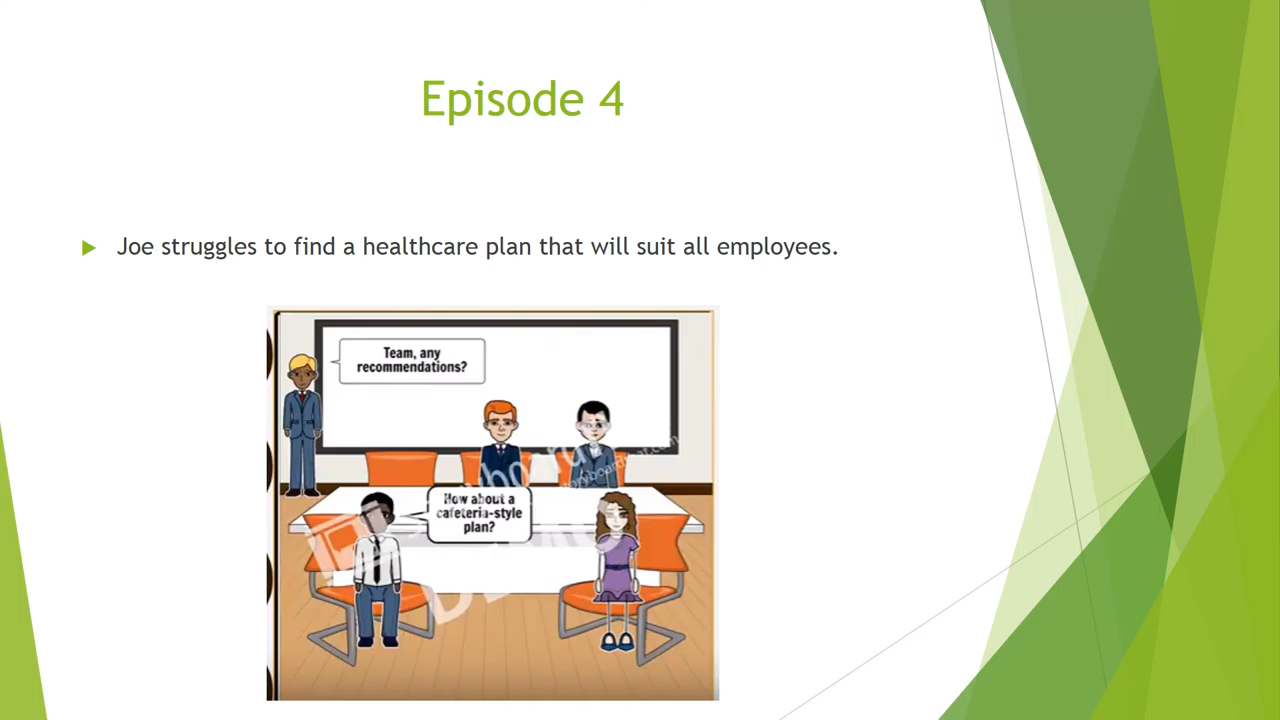 Episode 4
Joe struggles to find a healthcare plan that will suit all employees.
Team, any
recommendations?
How about a
cafeteria-style
plan?